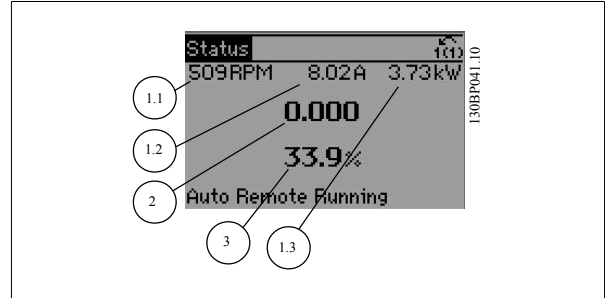 Status 1(1)
509RPM 8.02A 3.73kW
0.000
33.9%
Auto Remote Running
1.1
1.2
2
3
1.3
130BP041.10